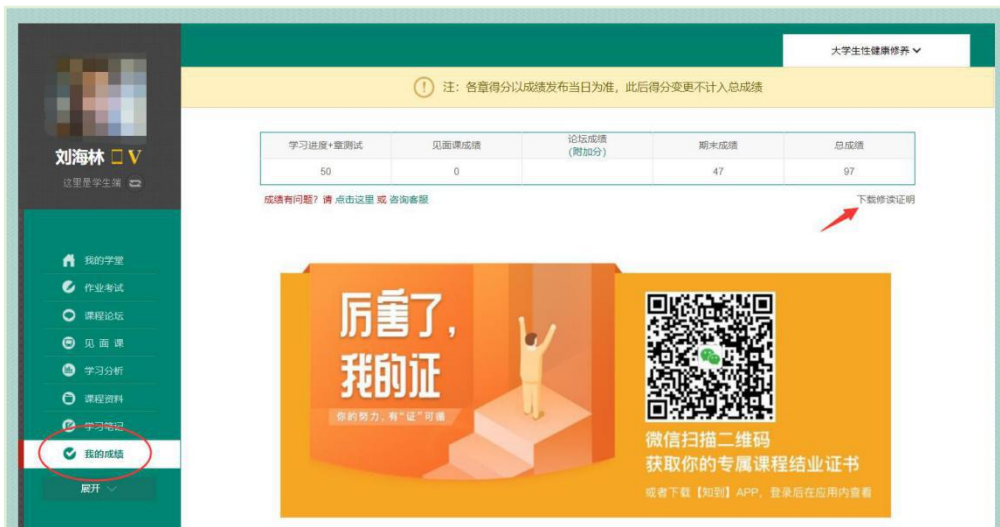 大学生性健康修养
注：各章得分以成绩发布当日为准，此后得分变更不计入总成绩
刘海林 V
这里是学生端
学习进度+章测试 见面课成绩 论坛成绩 期末成绩 总成绩
(附加分)
50 0 47 97
成绩有问题？请 点击这里 或 咨询客服
下载修读证明
我的学堂
作业考试
课程论坛
见 面 课
学习分析
课程资料
学习笔记
我的成绩
展开
厉害了，
我的证
你的努力，有“证”可循
微信扫描二维码
获取你的专属课程结业证书
或者下载【知到】APP，登录后在应用内查看